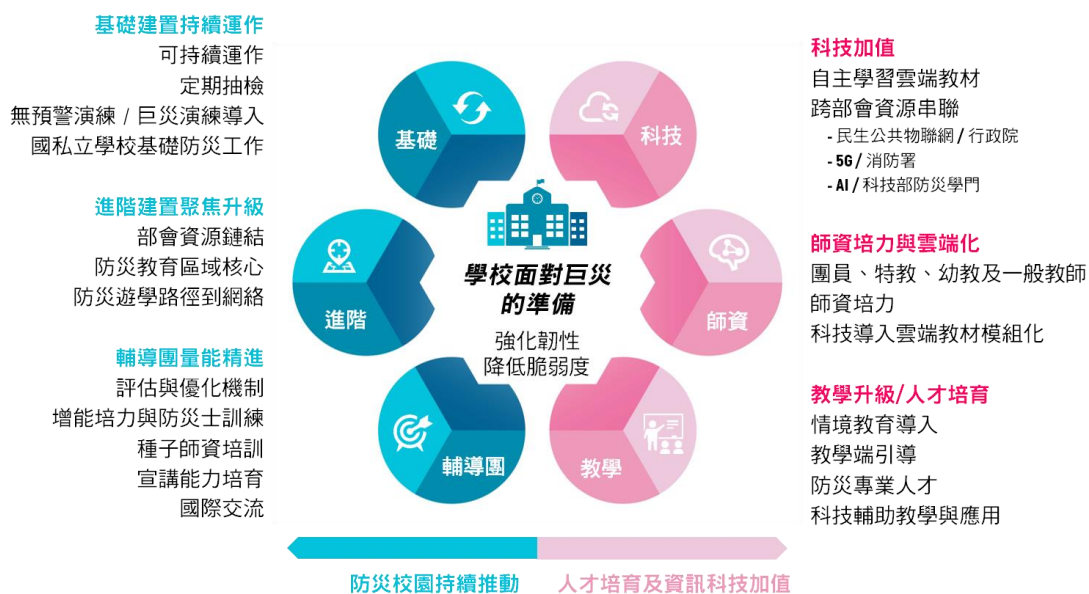 基礎建置持續運作
可持續運作
定期抽檢
無預警演練 / 巨災演練導入
國私立學校基礎防災工作
進階建置聚焦升級
部會資源鏈結
防災教育區域核心
防災遊學路徑到網絡
輔導團量能精進
評估與優化機制
增能培力與防災士訓練
種子師資培訓
宣講能力培育
國際交流
基礎
科技
進階
學校面對巨災
的準備
強化韌性
降低脆弱度
師資
輔導團
教學
科技加值
自主學習雲端教材
跨部會資源串聯
- 民生公共物聯網 / 行政院
- 5G / 消防署
- AI / 科技部防災學門
師資培力與雲端化
團員、特教、幼教及一般教師
師資培力
科技導入雲端教材模組化
教學升級/人才培育
情境教育導入
教學端引導
防災專業人才
科技輔助教學與應用
防災校園持續推動
人才培育及資訊科技加值